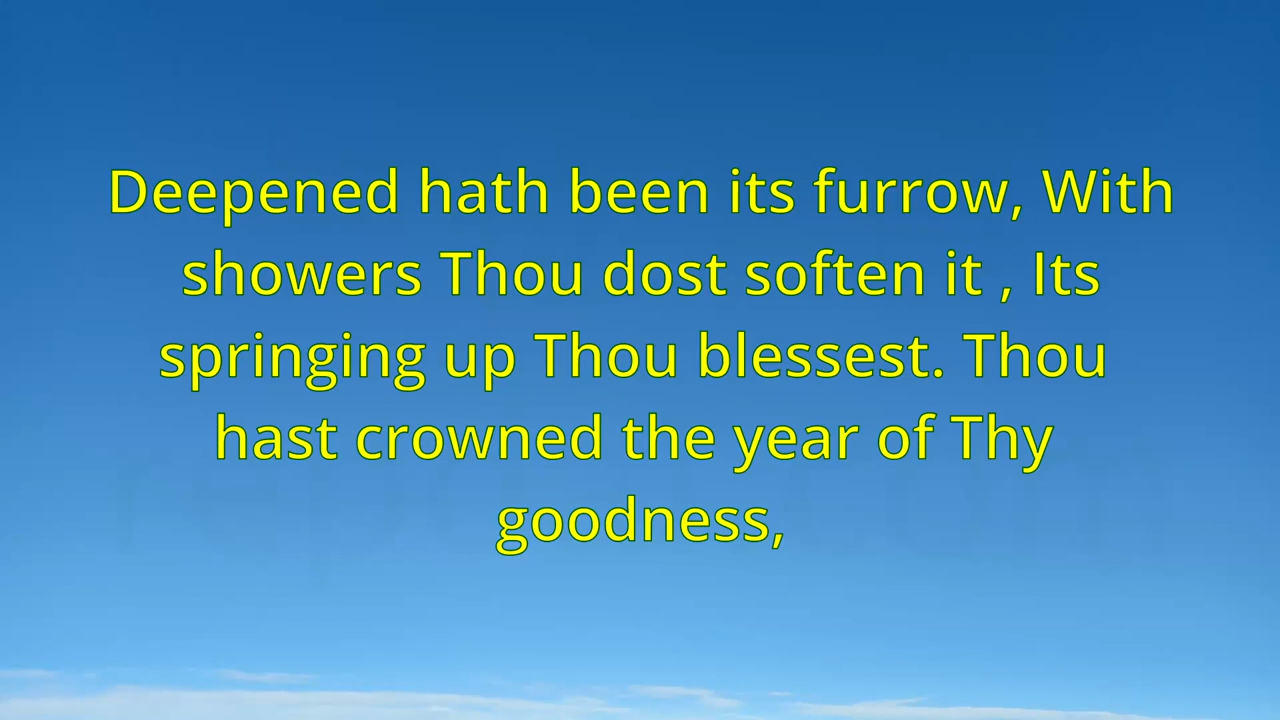 Deepened hath been its furrow, With
showers Thou dost soften it , Its
springing up Thou blessest. Thou
hast crowned the year of Thy
goodness,